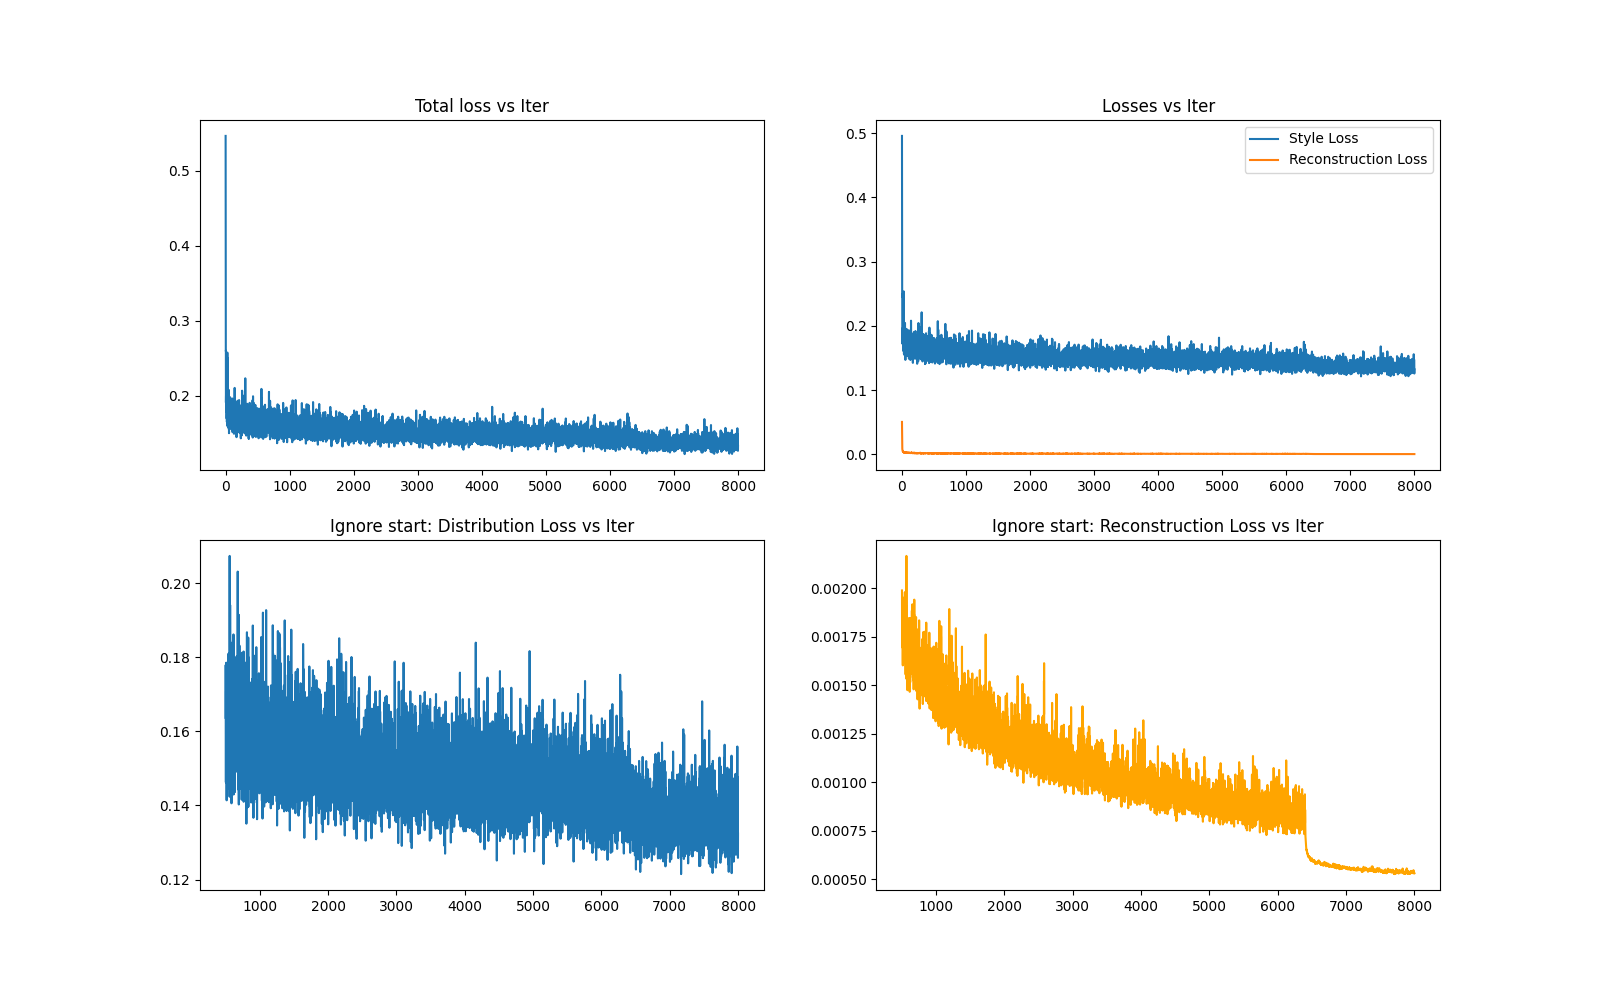 Total loss vs Iter
0.5
0.4
0.3
0.2
0 1000 2000 3000 4000 5000 6000 7000 8000
Losses vs Iter
Style Loss
Reconstruction Loss
0.5
0.4
0.3
0.2
0.1
0.0
0 1000 2000 3000 4000 5000 6000 7000 8000
Ignore start: Distribution Loss vs Iter
0.20
0.18
0.16
0.14
0.12
1000 2000 3000 4000 5000 6000 7000 8000
Ignore start: Reconstruction Loss vs Iter
0.00200
0.00175
0.00150
0.00125
0.00100
0.00075
0.00050
1000 2000 3000 4000 5000 6000 7000 8000